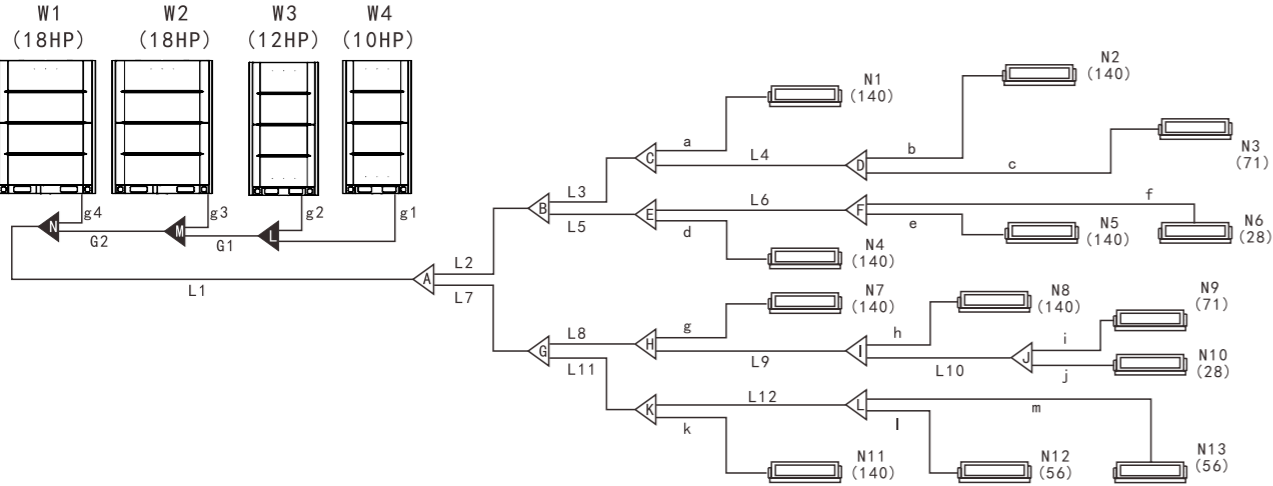 W1
(18HP)
W2
(18HP)
W3
(12HP)
W4
(10HP)
g4
g3
g2
g1
N
M
L
G2
G1
L1
A
L2
L7
B
L3
L5
C
a
L4
D
b
c
N1
(140)
N2
(140)
N3
(71)
E
L6
d
F
f
e
N4
(140)
N5
(140)
N6
(28)
G
L8
L11
H
g
L9
N7
(140)
I
h
L10
N8
(140)
J
i
j
N9
(71)
N10
(28)
K
L12
k
L
m
l
N11
(140)
N12
(56)
N13
(56)